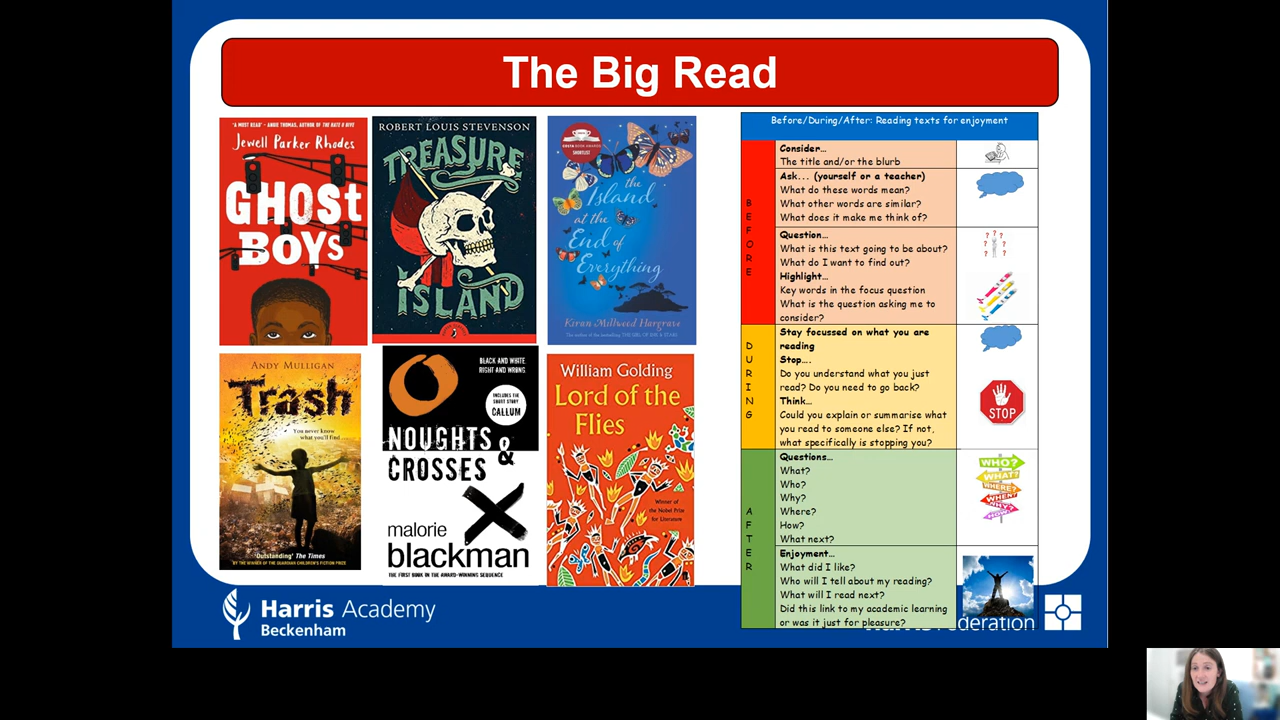 The Big Read
'A MUST READ' - ANGIE THOMAS, AUTHOR OF THE HATE U GIVE
Jewell Parker Rhodes
GHOST
BOYS
ROBERT LOUIS STEVENSON
TREASURE
ISLAND
COSTA BOOK AWARDS
SHORTLIST
the
Island
at the
End of
Everything
Kiran Millwood Hargrave
ANDY MULLIGAN
Trash
You never know
what you'll find...
'Outstanding' The Times
BY THE WINNER OF THE GUARDIAN CHILDREN'S FICTION PRIZE
BLACK AND WHITE.
RIGHT AND WRONG.
INCLUDES THE
SHORT STORY
CALLUM
NOUGHTS
&
CROSSES
malorie
blackman
THE FIRST BOOK IN THE AWARD-WINNING SEQUENCE
William Golding
Lord of the
Flies
Winner of
the Nobel Prize
for Literature
Before/During/After: Reading texts for enjoyment
BEFORE
Consider...
The title and/or the blurb
Ask... (yourself or a teacher)
What do these words mean?
What other words are similar?
What does it make me think of?
Question...
What is this text going to be about?
What do I want to find out?
Highlight...
Key words in the focus question
What is the question asking me to
consider?
DURING
Stay focussed on what you are
reading
Stop....
Do you understand what you just
read? Do you need to go back?
Think...
Could you explain or summarise what
you read to someone else? If not,
what specifically is stopping you?
STOP
AFTER
Questions...
What?
Who?
Why?
Where?
How?
What next?
WHO?
WHAT?
WHERE?
WHEN?
WHY?
HOW?
Enjoyment...
What did I like?
Who will I tell about my reading?
What will I read next?
Did this link to my academic learning
or was it just for pleasure?
Harris Academy
Beckenham